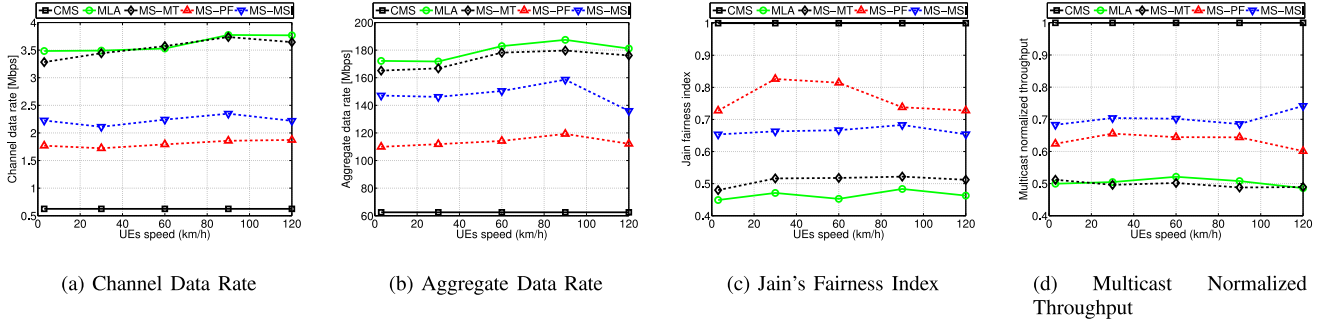 CMS MLA MS−MT MS−PF MS−MSI
4
3.5
3
2.5
2
1.5
1
0.5
0 20 40 60 80 100 120
Channel data rate [Mbps]
UEs speed (km/h)
(a) Channel Data Rate
CMS MLA MS−MT MS−PF MS−MSI
200
180
160
140
120
100
80
60
0 20 40 60 80 100 120
Aggregate data rate [Mbps]
UEs speed (km/h)
(b) Aggregate Data Rate
CMS MLA MS−MT MS−PF MS−MSI
1
0.9
0.8
0.7
0.6
0.5
0.4
0 20 40 60 80 100 120
Jain fairness index
UEs speed (km/h)
(c) Jain's Fairness Index
CMS MLA MS−MT MS−PF MS−MSI
1
0.9
0.8
0.7
0.6
0.5
0.4
0 20 40 60 80 100 120
Multicast normalized throughput
UEs speed (km/h)
(d) Multicast Normalized
Throughput